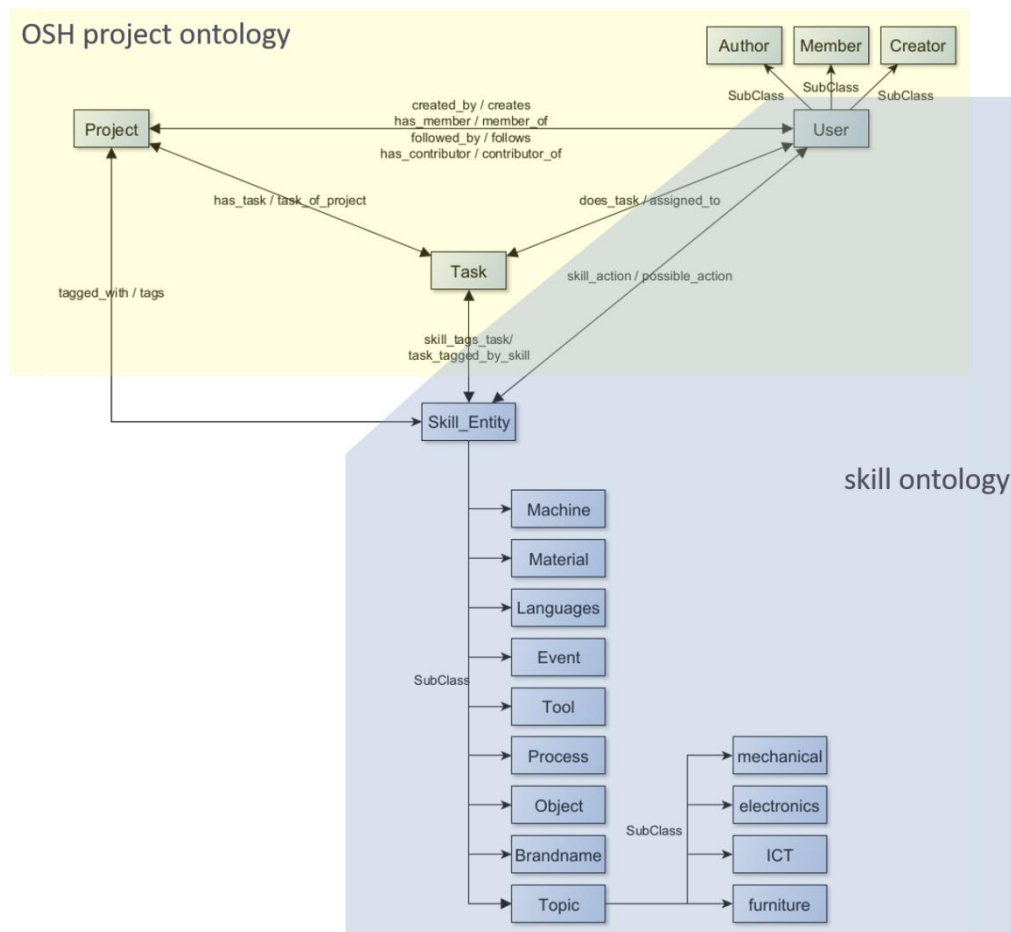 OSH project ontology
Author
Member
Creator
SubClass
SubClass
SubClass
Project
created_by / creates
has_member / member_of
followed_by / follows
has_contributor / contributor_of
User
has_task / task_of_project
does_task / assigned_to
Task
skill_action / possible_action
tagged_with / tags
skill_tags_task/
task_tagged_by_skill
Skill_Entity
skill ontology
Machine
Material
Languages
Event
SubClass
Tool
Process
mechanical
Object
electronics
SubClass
Brandname
ICT
Topic
furniture